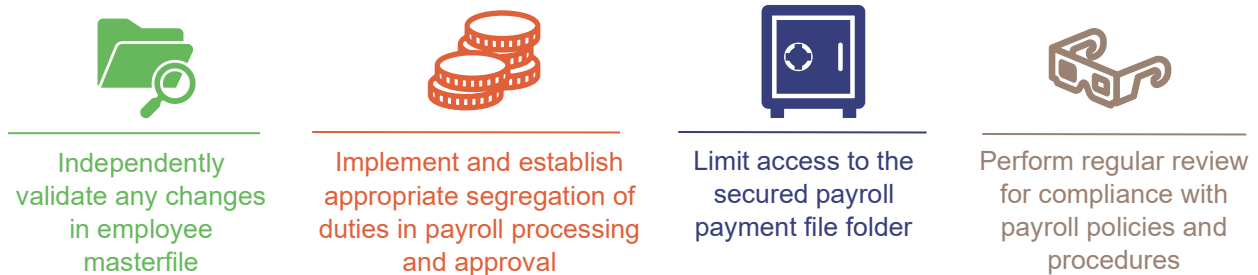 Independently
validate any changes
in employee
masterfile
Implement and establish
appropriate segregation of
duties in payroll processing
and approval
Limit access to the
secured payroll
payment file folder
Perform regular review
for compliance with
payroll policies and
procedures